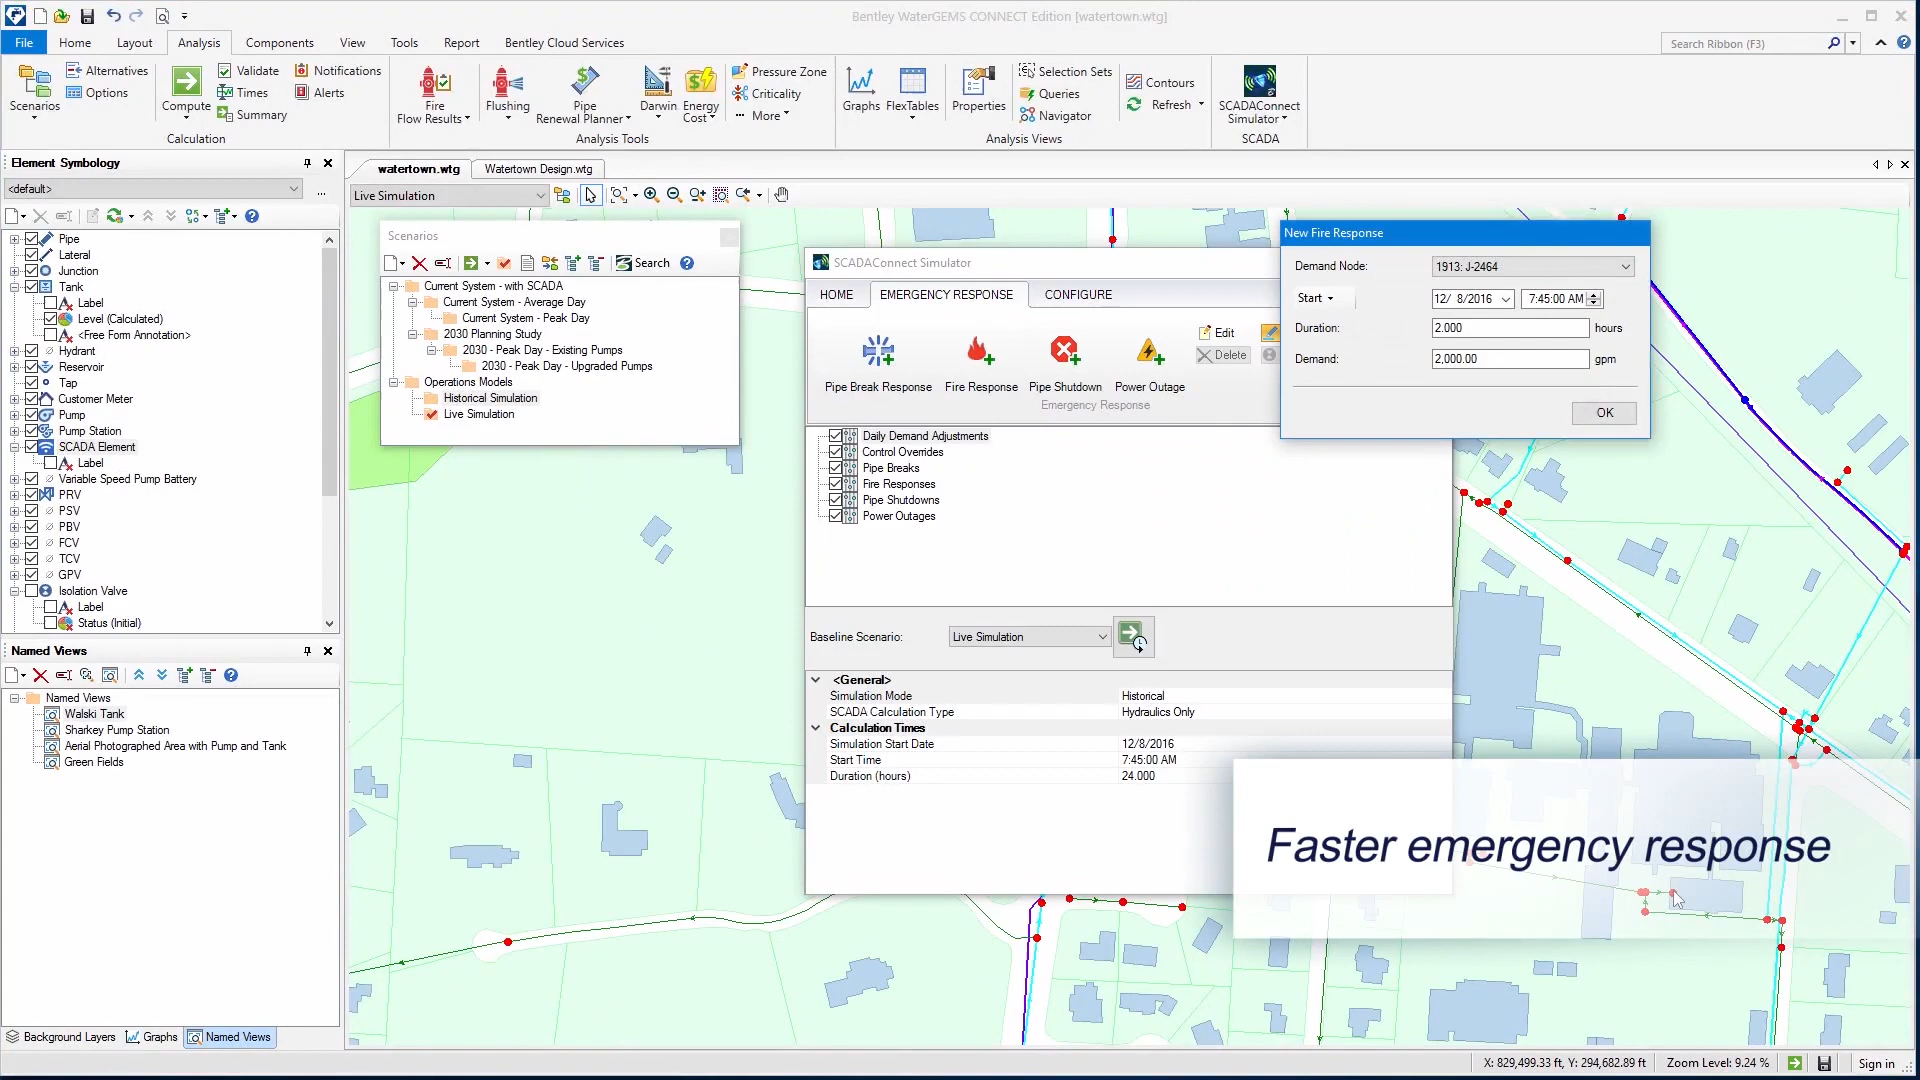 Bentley WaterGEMS CONNECT Edition [watertown.wtg]
File Home Layout Analysis Components View Tools Report Bentley Cloud Services
Search Ribbon (F3)
Scenarios
Alternatives
Options
Compute
Validate
Times
Summary
Notifications
Alerts
Calculation
Fire Flow Results
Flushing
Pipe Renewal Planner
Darwin
Energy Cost
Pressure Zone
Criticality
More
Analysis Tools
Graphs
FlexTables
Properties
Selection Sets
Queries
Navigator
Contours
Refresh
Analysis Views
SCADAConnect Simulator
SCADA
Element Symbology
<default>
...
Pipe
Lateral
Junction
Tank
Label
Level (Calculated)
<Free Form Annotation>
Hydrant
Reservoir
Tap
Customer Meter
Pump
Pump Station
SCADA Element
Label
Variable Speed Pump Battery
PRV
PSV
PBV
FCV
TCV
GPV
Isolation Valve
Label
Status (Initial)
Named Views
Named Views
Walski Tank
Sharkey Pump Station
Aerial Photographed Area with Pump and Tank
Green Fields
Background Layers Graphs Named Views
watertown.wtg Watertown Design.wtg
Live Simulation
Scenarios
Search
Current System - with SCADA
Current System - Average Day
Current System - Peak Day
2030 Planning Study
2030 - Peak Day - Existing Pumps
2030 - Peak Day - Upgraded Pumps
Operations Models
Historical Simulation
Live Simulation
SCADAConnect Simulator
HOME EMERGENCY RESPONSE CONFIGURE
Pipe Break Response
Fire Response
Pipe Shutdown
Power Outage
Edit
Delete
Emergency Response
Daily Demand Adjustments
Control Overrides
Pipe Breaks
Fire Responses
Pipe Shutdowns
Power Outages
Baseline Scenario: Live Simulation
<General>
Simulation Mode Historical
SCADA Calculation Type Hydraulics Only
Calculation Times
Simulation Start Date 12/8/2016
Start Time 7:45:00 AM
Duration (hours) 24.000
New Fire Response
Demand Node: 1913: J-2464
Start 12/ 8/2016 7:45:00 AM
Duration: 2.000 hours
Demand: 2,000.00 gpm
OK
Faster emergency response
X: 829,499.33 ft, Y: 294,682.89 ft Zoom Level: 9.24 % Sign in